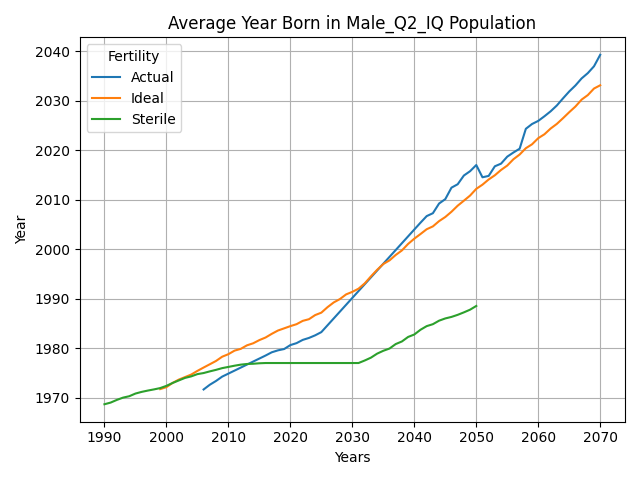 Average Year Born in Male_Q2_IQ Population
Fertility
Actual
Ideal
Sterile
Year
2040
2030
2020
2010
2000
1990
1980
1970
1990 2000 2010 2020 2030 2040 2050 2060 2070
Years